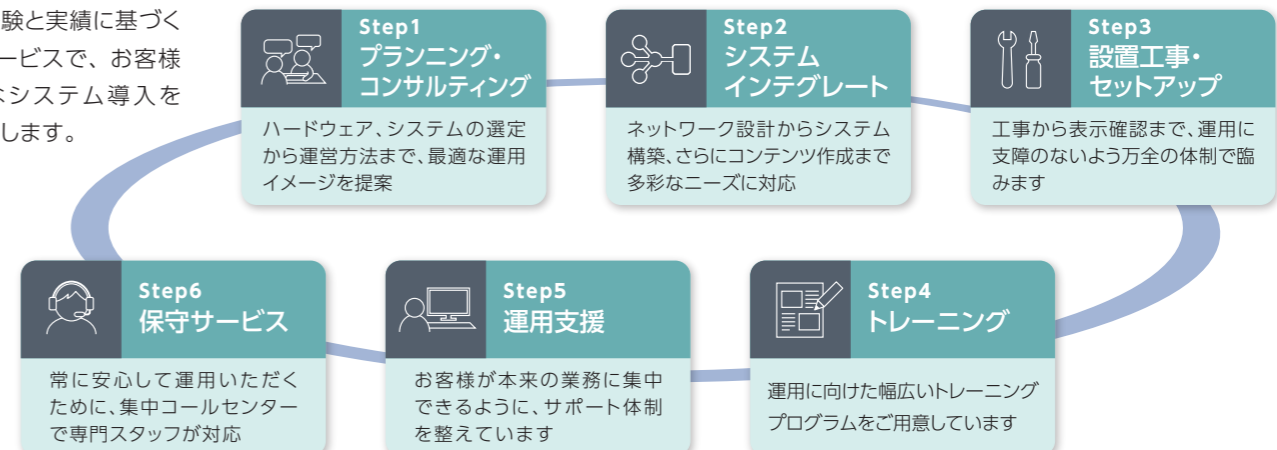 験と実績に基づく
ービスで、お客様
システム導入を
します。
Step1
プランニング・
コンサルティング
ハードウェア、システムの選定
から運営方法まで、最適な運用
イメージを提案
Step2
システム
インテグレート
ネットワーク設計からシステム
構築、さらにコンテンツ作成まで
多彩なニーズに対応
Step3
設置工事・
セットアップ
工事から表示確認まで、運用に
支障のないよう万全の体制で臨
みます
Step4
トレーニング
運用に向けた幅広いトレーニング
プログラムをご用意しています
Step5
運用支援
お客様が本来の業務に集中
できるように、サポート体制
を整えています
Step6
保守サービス
常に安心して運用いただく
ために、集中コールセンター
で専門スタッフが対応